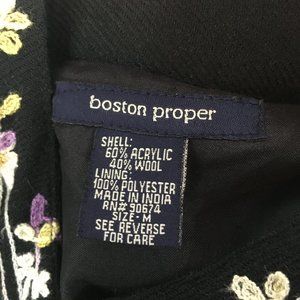 boston proper
SHELL:
60% ACRYLIC
40% WOOL
LINING:
100% POLYESTER
MADE IN INDIA
RN# 90674
SIZE- M
SEE REVERSE
FOR CARE